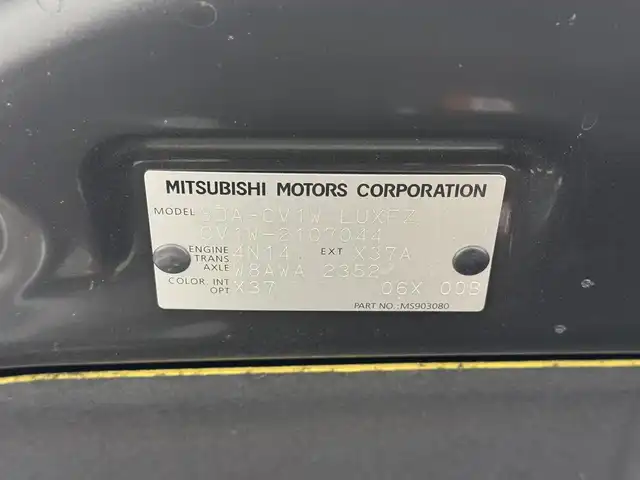 MITSUBISHI MOTORS CORPORATION
MODEL LDA-CV1W LUXFZ
CV1W-2107044
ENGINE 4N14 EXT X37A
TRANS AXLE W8AWA 2352
COLOR. INT OPT X37 06X 00B
PART NO.:MS903080